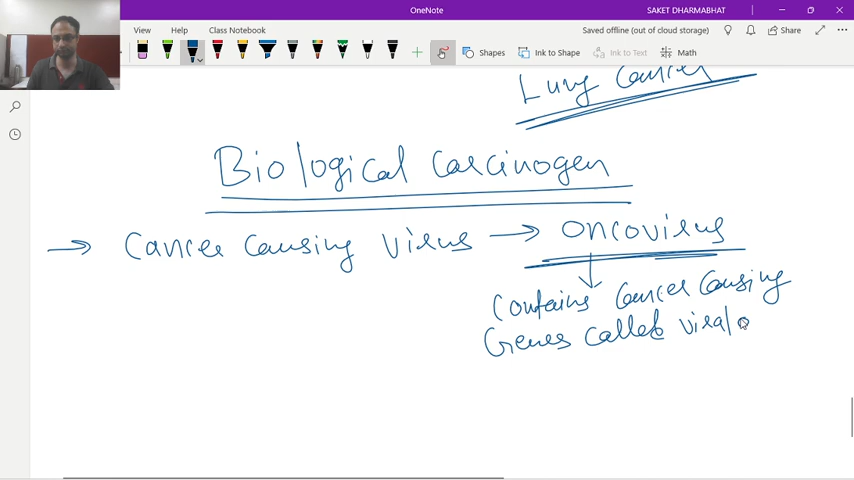 OneNote
SAKET DHARMABHAT
View Help Class Notebook
Saved offline (out of cloud storage)
Share
Shapes
Ink to Shape
Ink to Text
Math
Lung Cancer
Biological Carcinogen
→ Cancer Causing Virus → Oncovirus
Contains Cancer Causing
Genes called viral o